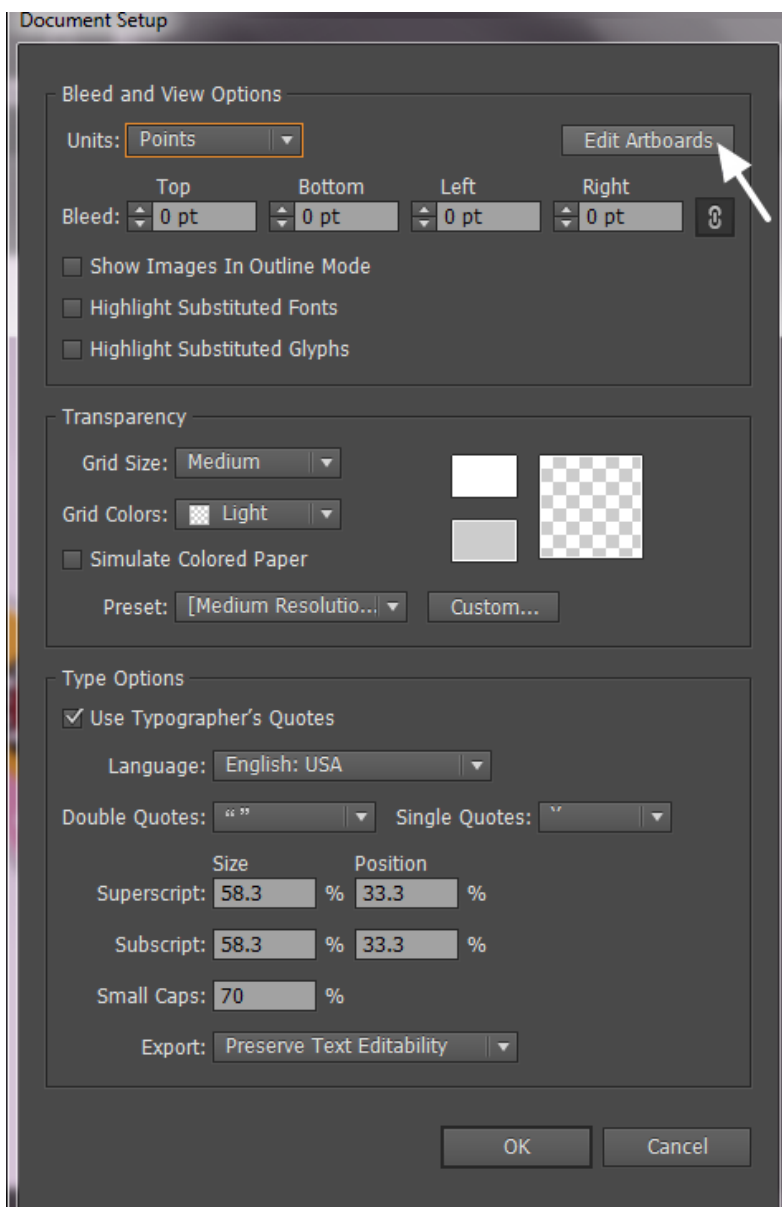 Document Setup
Bleed and View Options
Units: Points
Edit Artboards
Top Bottom Left Right
Bleed: 0 pt 0 pt 0 pt 0 pt
Show Images In Outline Mode
Highlight Substituted Fonts
Highlight Substituted Glyphs
Transparency
Grid Size: Medium
Grid Colors: Light
Simulate Colored Paper
Preset: [Medium Resolutio... Custom...
Type Options
Use Typographer’s Quotes
Language: English: USA
Double Quotes: “ ” Single Quotes: ‘’
Size Position
Superscript: 58.3 % 33.3 %
Subscript: 58.3 % 33.3 %
Small Caps: 70 %
Export: Preserve Text Editability
OK Cancel